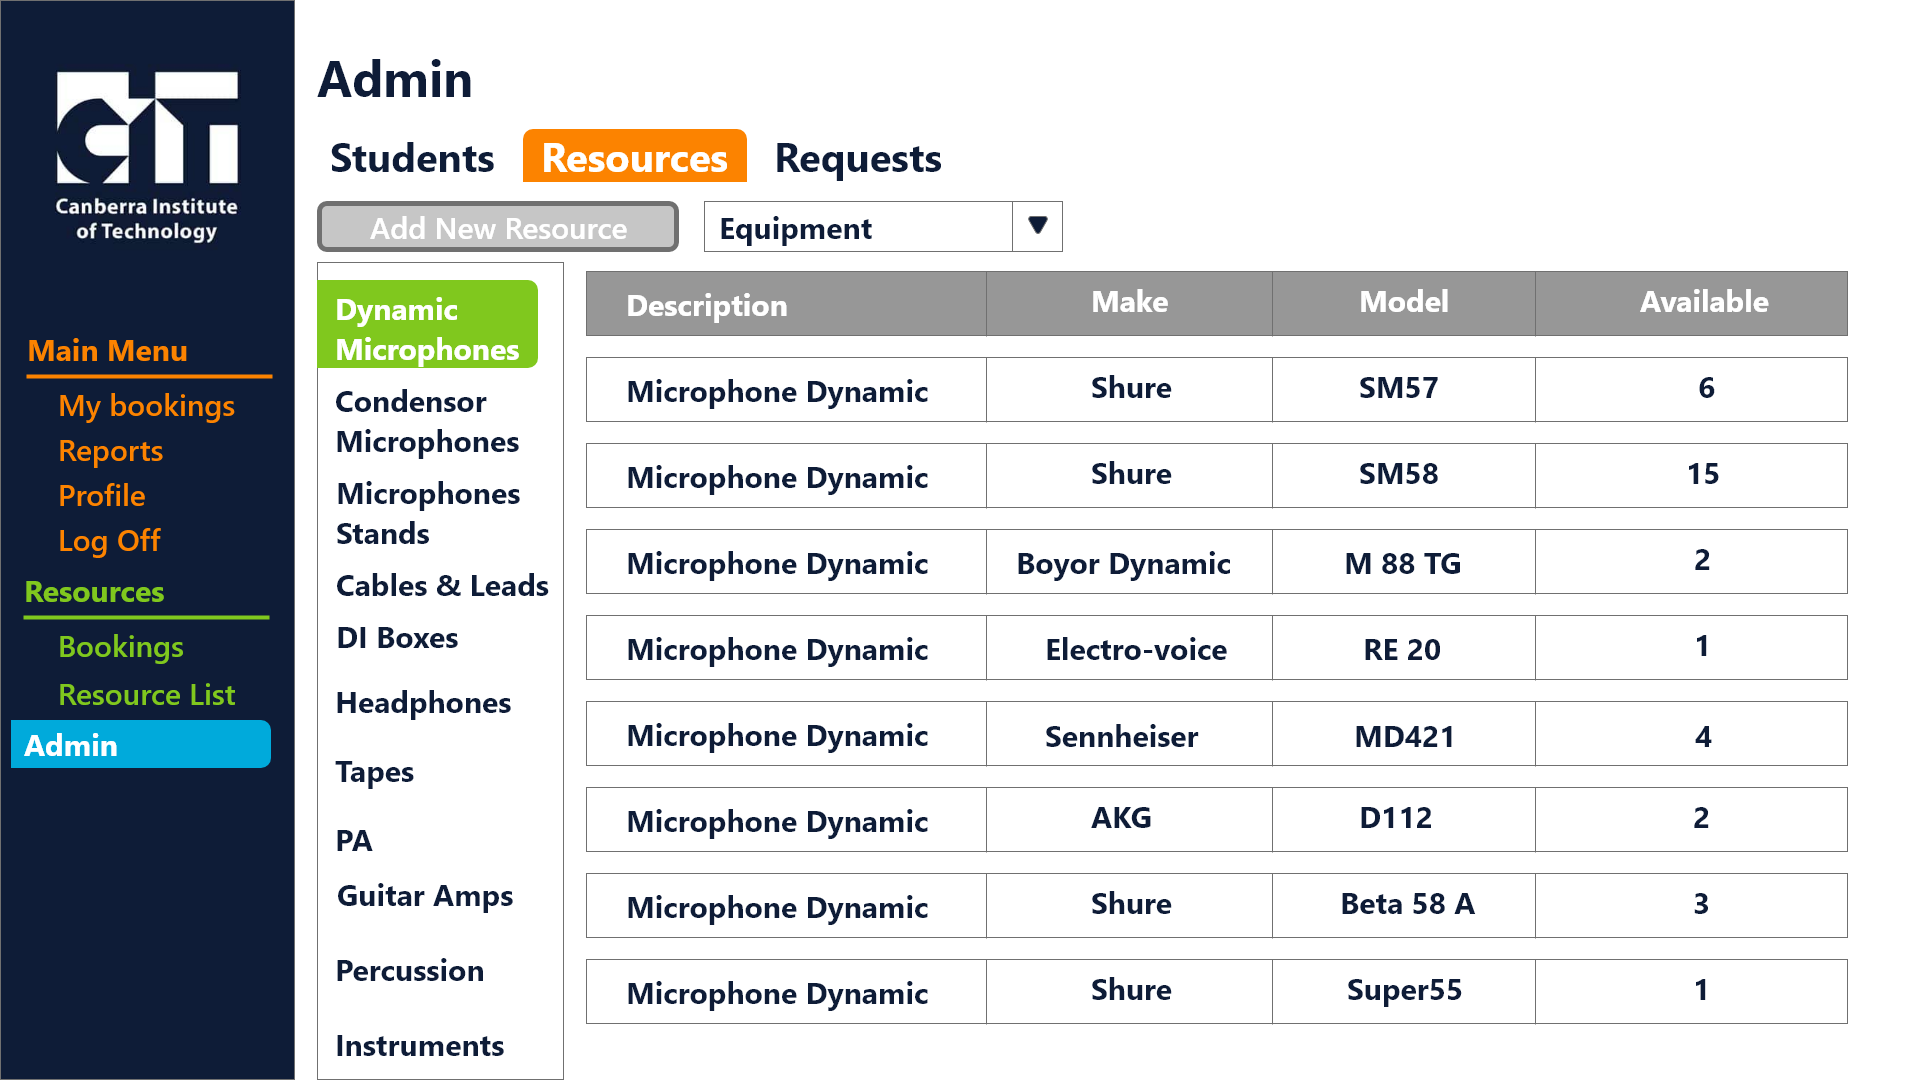 CIT
Canberra Institute
of Technology
Main Menu
My bookings
Reports
Profile
Log Off
Resources
Bookings
Resource List
Admin
Admin
Students Resources Requests
Add New Resource Equipment
Dynamic
Microphones
Condensor
Microphones
Microphones
Stands
Cables & Leads
DI Boxes
Headphones
Tapes
PA
Guitar Amps
Percussion
Instruments
Description Make Model Available
Microphone Dynamic Shure SM57 6
Microphone Dynamic Shure SM58 15
Microphone Dynamic Boyor Dynamic M 88 TG 2
Microphone Dynamic Electro-voice RE 20 1
Microphone Dynamic Sennheiser MD421 4
Microphone Dynamic AKG D112 2
Microphone Dynamic Shure Beta 58 A 3
Microphone Dynamic Shure Super55 1